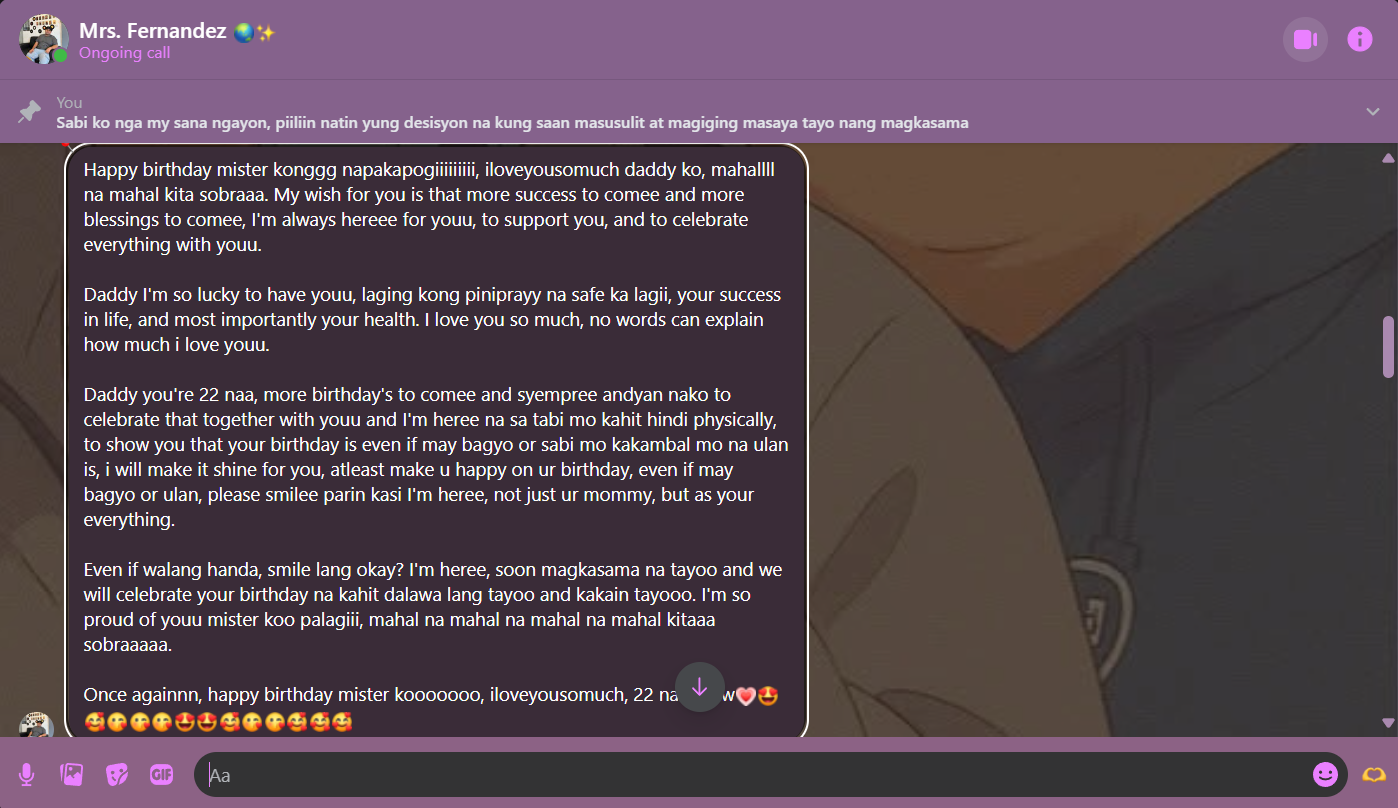 Mrs. Fernandez 🌏✨
Ongoing call
You
Sabi ko nga my sana ngayon, piiliin natin yung desisyon na kung saan masusulit at magiging masaya tayo nang magkasama
Happy birthday mister konggg napakapogiiiiiiiii, iloveyousomuch daddy ko, mahallll
na mahal kita sobraaa. My wish for you is that more success to comee and more
blessings to comee, I'm always hereee for youu, to support you, and to celebrate
everything with youu.
Daddy I'm so lucky to have youu, laging kong piniprayy na safe ka lagii, your success
in life, and most importantly your health. I love you so much, no words can explain
how much i love youu.
Daddy you're 22 naa, more birthday's to comee and syempree andyan nako to
celebrate that together with youu and I'm heree na sa tabi mo kahit hindi physically,
to show you that your birthday is even if may bagyo or sabi mo kakambal mo na ulan
is, i will make it shine for you, atleast make u happy on ur birthday, even if may
bagyo or ulan, please smilee parin kasi I'm heree, not just ur mommy, but as your
everything.
Even if walang handa, smile lang okay? I'm heree, soon magkasama na tayoo and we
will celebrate your birthday na kahit dalawa lang tayoo and kakain tayooo. I'm so
proud of youu mister koo palagiii, mahal na mahal na mahal na mahal kitaaa
sobraaaaa.
Once againnn, happy birthday mister kooooooo, iloveyousomuch, 22 na w❤️🤩
🥰😘😘😘🤩🤩🥰😘😘🥰🥰🥰
GIF
Aa